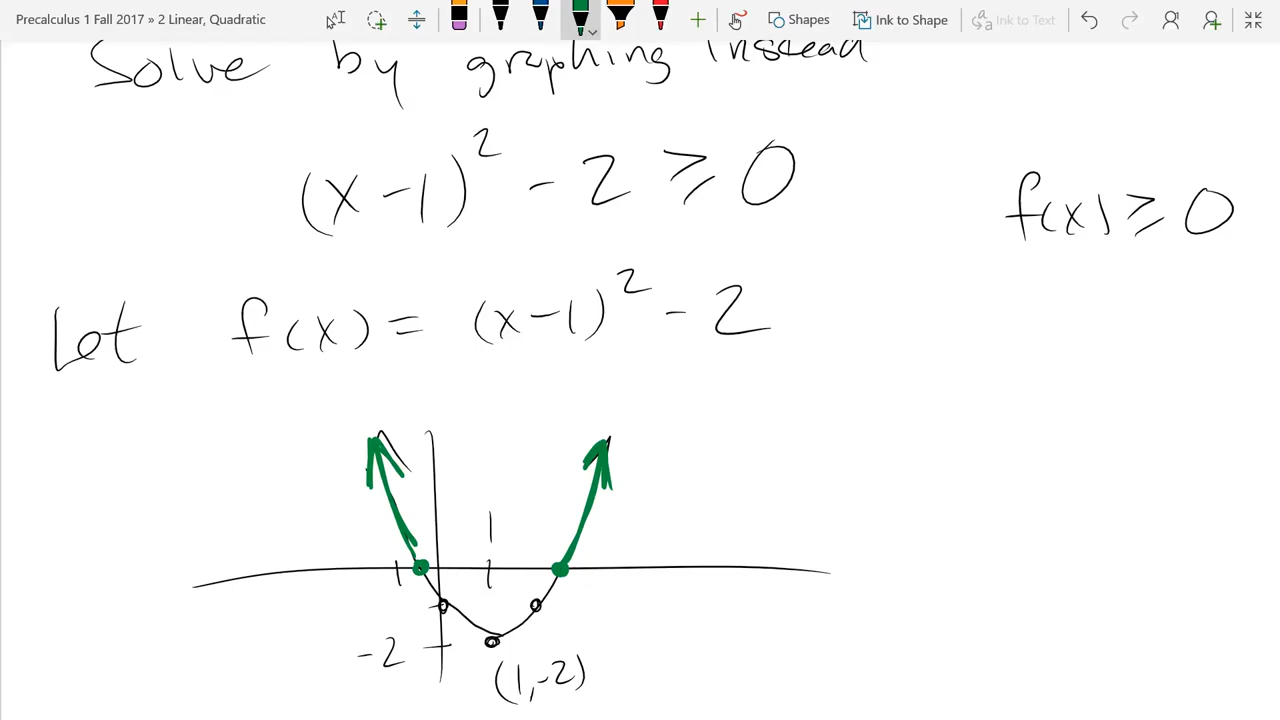 Precalculus 1 Fall 2017 » 2 Linear, Quadratic
Shapes
Ink to Shape
Ink to Text
Solve by graphing instead
(x-1)² - 2 ≥ 0
f(x) ≥ 0
Let f(x) = (x-1)² - 2
1
-2
(1,-2)